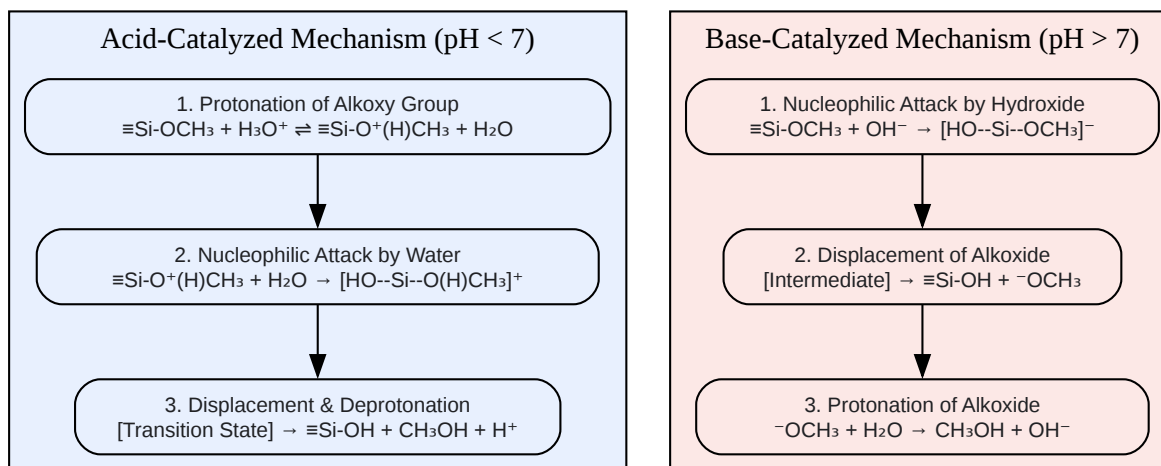 Acid-Catalyzed Mechanism (pH < 7)
1. Protonation of Alkoxy Group
≡Si-OCH₃ + H₃O⁺ ⇌ ≡Si-O⁺(H)CH₃ + H₂O
2. Nucleophilic Attack by Water
≡Si-O⁺(H)CH₃ + H₂O → [HO--Si--O(H)CH₃]⁺
3. Displacement & Deprotonation
[Transition State] → ≡Si-OH + CH₃OH + H⁺
Base-Catalyzed Mechanism (pH > 7)
1. Nucleophilic Attack by Hydroxide
≡Si-OCH₃ + OH⁻ → [HO--Si--OCH₃]⁻
2. Displacement of Alkoxide
[Intermediate] → ≡Si-OH + ⁻OCH₃
3. Protonation of Alkoxide
⁻OCH₃ + H₂O → CH₃OH + OH⁻